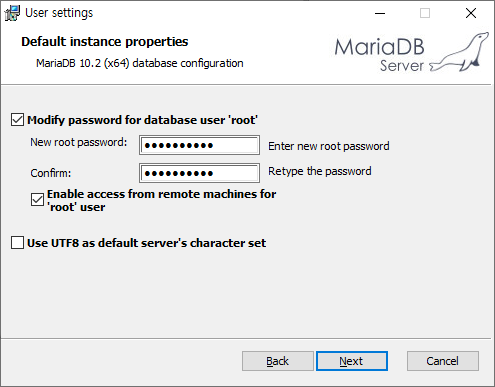 User settings
Default instance properties
MariaDB 10.2 (x64) database configuration
MariaDB
Server
Modify password for database user 'root'
New root password: ●●●●●●●●●● Enter new root password
Confirm: ●●●●●●●●●● Retype the password
Enable access from remote machines for
'root' user
Use UTF8 as default server's character set
Back Next Cancel